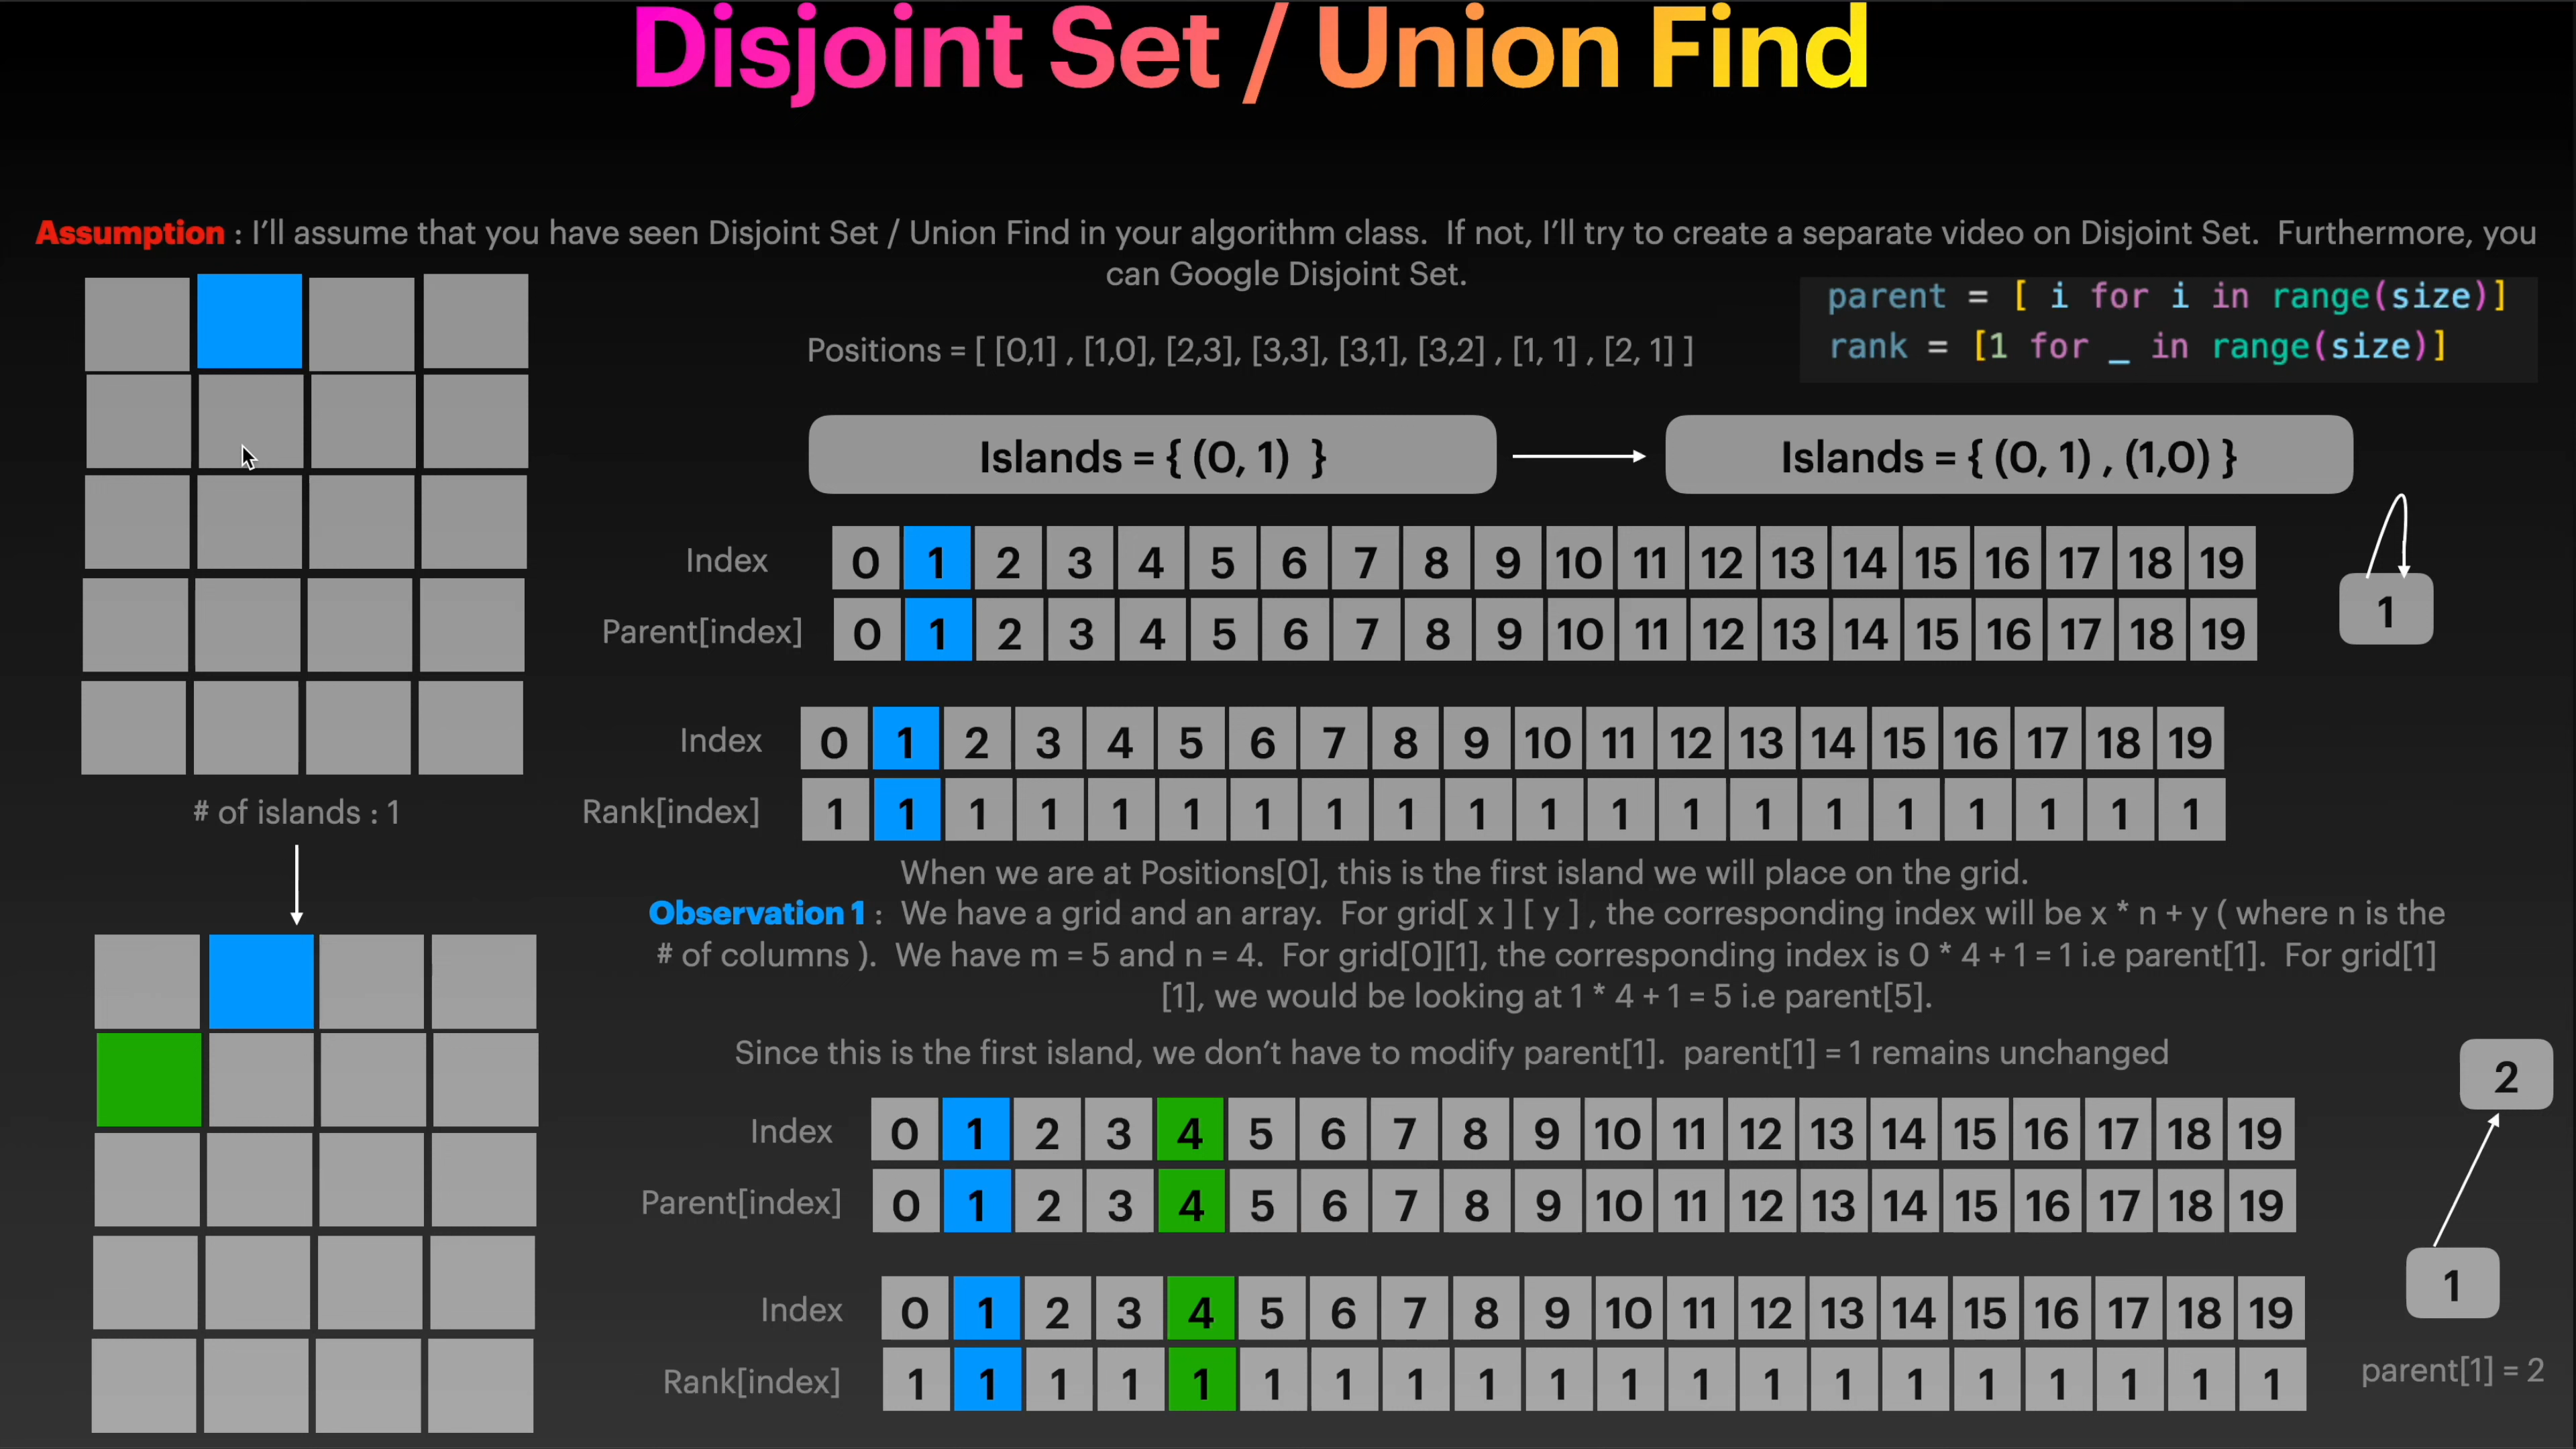 Disjoint Set / Union Find
Assumption : I'll assume that you have seen Disjoint Set / Union Find in your algorithm class. If not, I'll try to create a separate video on Disjoint Set. Furthermore, you
can Google Disjoint Set.
parent = [ i for i in range(size)]
rank = [1 for _ in range(size)]
Positions = [ [0,1] , [1,0], [2,3], [3,3], [3,1], [3,2] , [1, 1] , [2, 1] ]
Islands = { (0, 1) }
Islands = { (0, 1) , (1,0) }
Index 0 1 2 3 4 5 6 7 8 9 10 11 12 13 14 15 16 17 18 19
Parent[index] 0 1 2 3 4 5 6 7 8 9 10 11 12 13 14 15 16 17 18 19
1
Index 0 1 2 3 4 5 6 7 8 9 10 11 12 13 14 15 16 17 18 19
Rank[index] 1 1 1 1 1 1 1 1 1 1 1 1 1 1 1 1 1 1 1 1
# of islands : 1
When we are at Positions[0], this is the first island we will place on the grid.
Observation 1 : We have a grid and an array. For grid[ x ] [ y ] , the corresponding index will be x * n + y ( where n is the
# of columns ). We have m = 5 and n = 4. For grid[0][1], the corresponding index is 0 * 4 + 1 = 1 i.e parent[1]. For grid[1]
[1], we would be looking at 1 * 4 + 1 = 5 i.e parent[5].
Since this is the first island, we don't have to modify parent[1]. parent[1] = 1 remains unchanged
2
Index 0 1 2 3 4 5 6 7 8 9 10 11 12 13 14 15 16 17 18 19
Parent[index] 0 1 2 3 4 5 6 7 8 9 10 11 12 13 14 15 16 17 18 19
1
Index 0 1 2 3 4 5 6 7 8 9 10 11 12 13 14 15 16 17 18 19
Rank[index] 1 1 1 1 1 1 1 1 1 1 1 1 1 1 1 1 1 1 1 1
parent[1] = 2